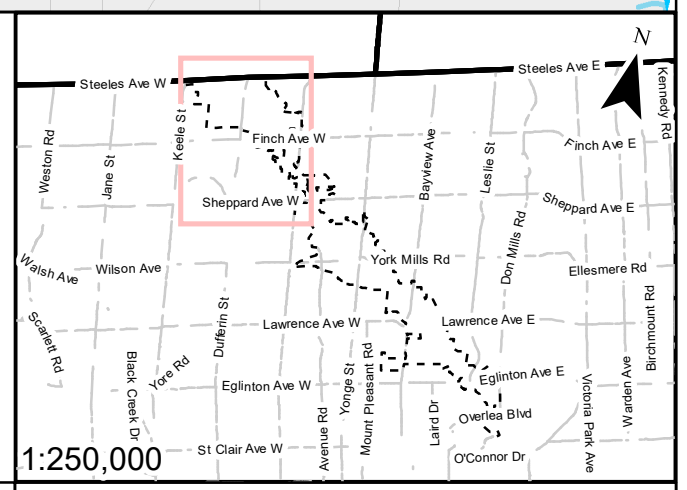 N
Steeles Ave W
Steeles Ave E
Kennedy Rd
Weston Rd
Jane St
Keele St
Finch Ave W
Bayview Ave
Leslie St
Finch Ave E
Sheppard Ave W
Sheppard Ave E
Don Mills Rd
Walsh Ave
Wilson Ave
York Mills Rd
Ellesmere Rd
Scarlett Rd
Dufferin St
Lawrence Ave W
Lawrence Ave E
Birchmount Rd
Black Creek Dr
Yore Rd
Eglinton Ave W
Yonge St
Mount Pleasant Rd
Eglinton Ave E
Victoria Park Ave
Warden Ave
Avenue Rd
Laird Dr
Overlea Blvd
St Clair Ave W
O'Connor Dr
1:250,000